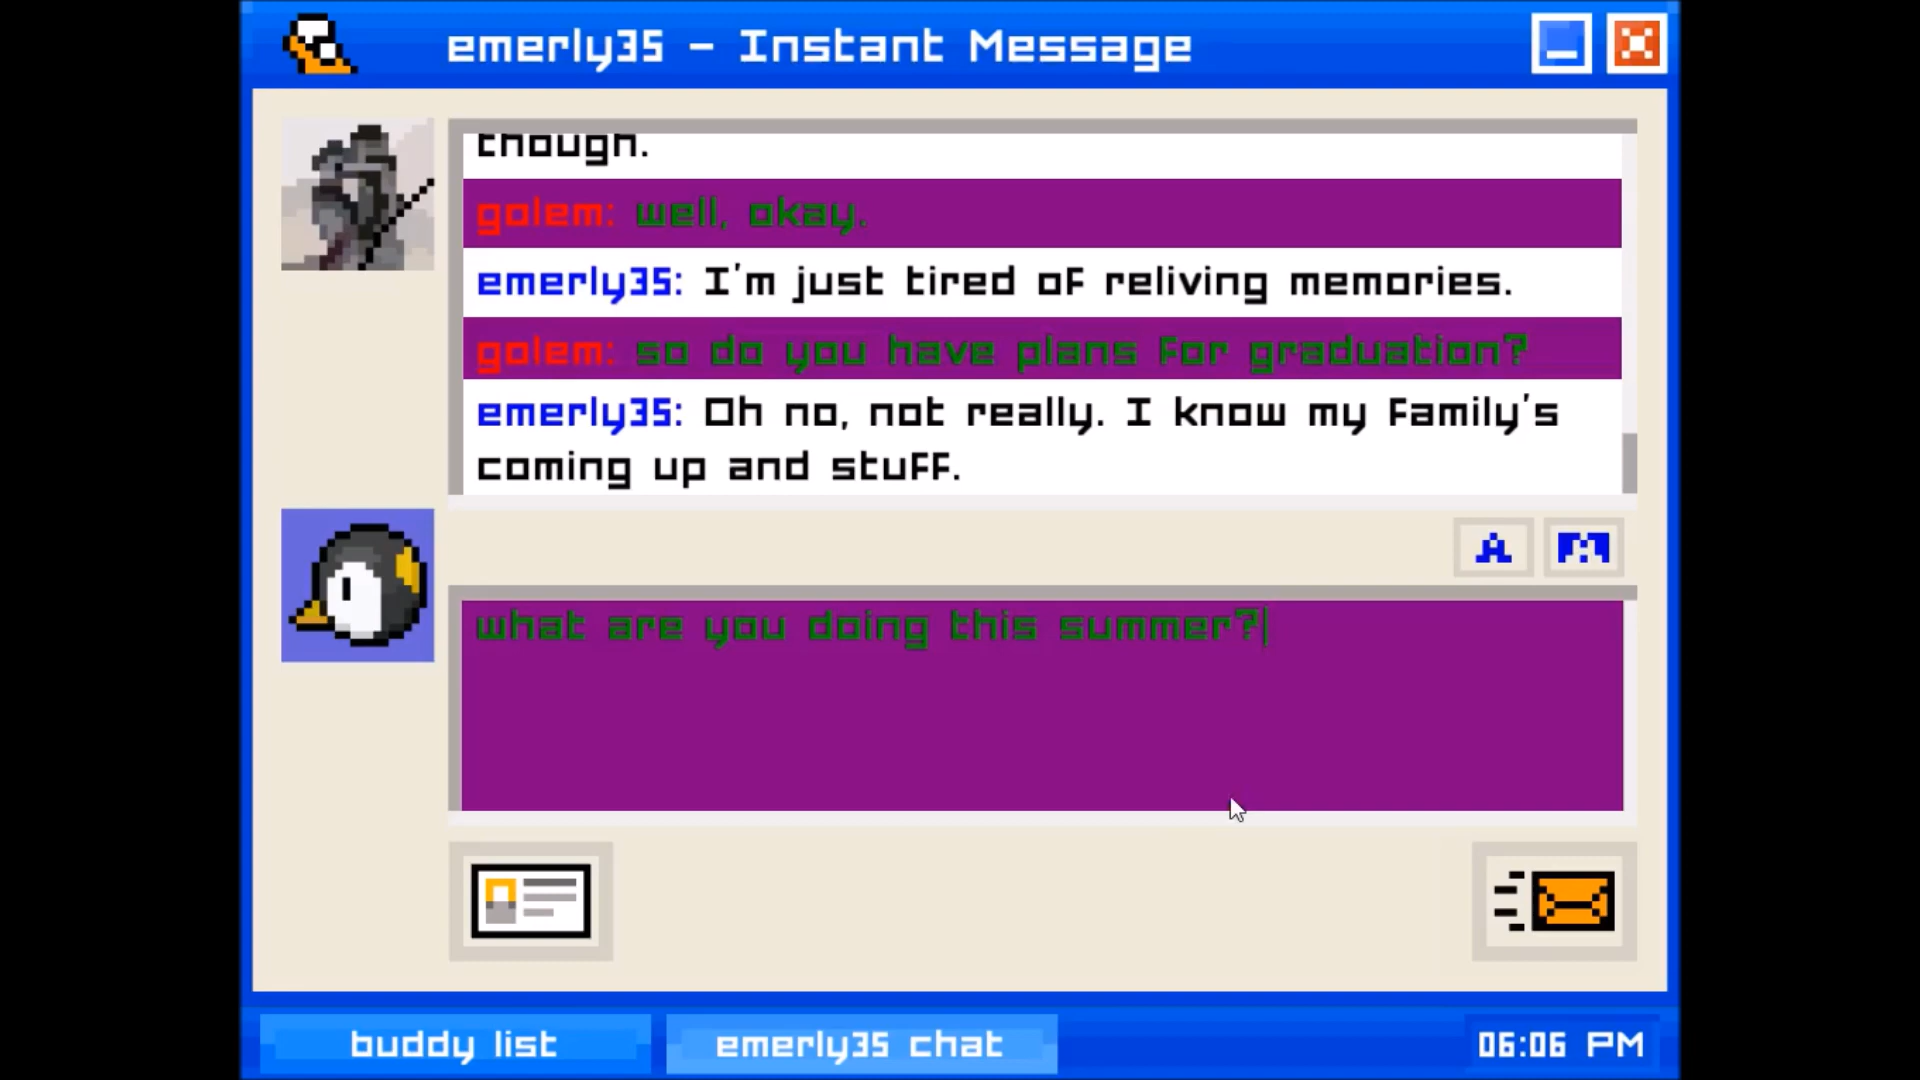 emerly35 - Instant Message
though.
golem: well, okay.
emerly35: I'm just tired of reliving memories.
golem: so do you have plans for graduation?
emerly35: Oh no, not really. I know my family's
coming up and stuff.
A
what are you doing this summer?
buddy list
emerly35 chat
06:06 PM